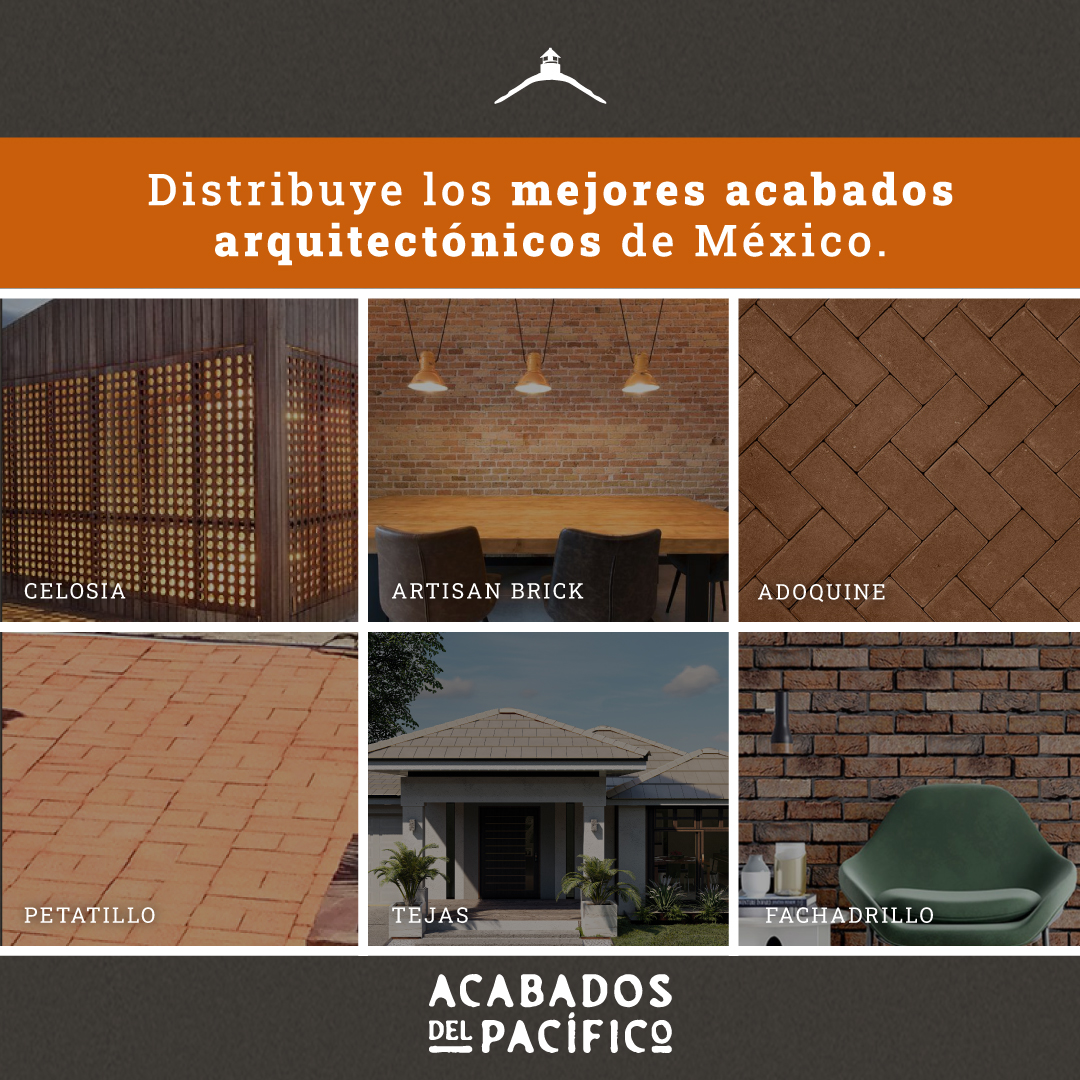 Distribuye los mejores acabados
arquitectónicos de México.
CELOSIA
ARTISAN BRICK
ADOQUINE
PETATILLO
TEJAS
FACHADRILLO
ACABADOS
DEL PACÍFICO